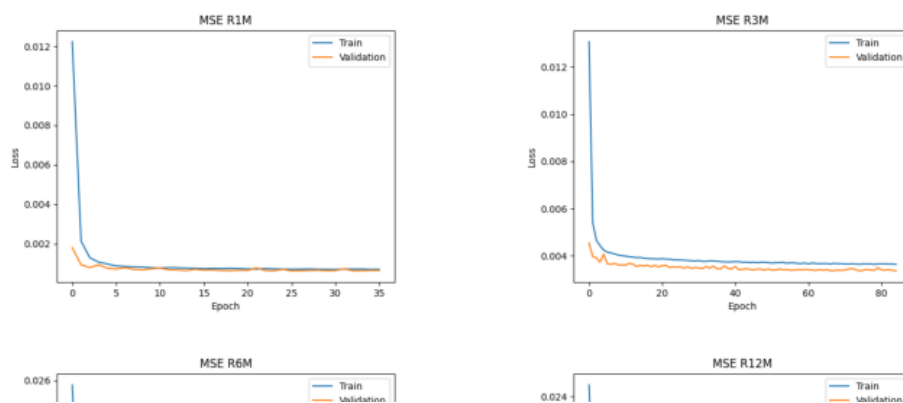 MSE R1M
Train
Validation
0.012
0.010
0.008
0.006
0.004
0.002
Loss
0 5 10 15 20 25 30 35
Epoch
MSE R3M
Train
Validation
0.012
0.010
0.008
0.006
0.004
Loss
0 20 40 60 80
Epoch
MSE R6M
0.026
Train
Validation
MSE R12M
0.024
Train
Validation